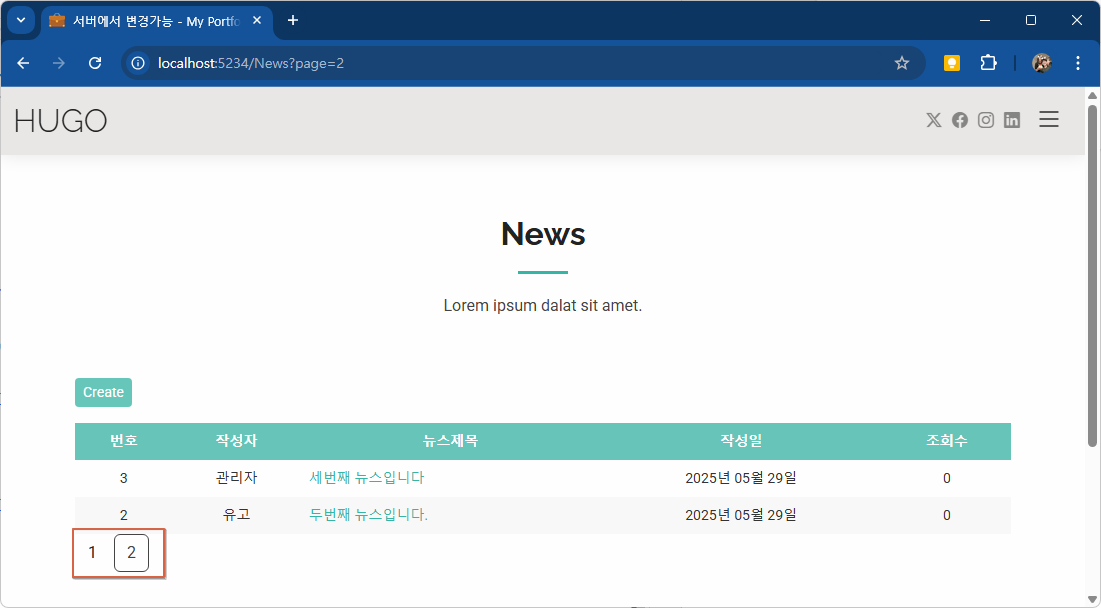 서버에서 변경가능 - My Portfo
localhost:5234/News?page=2
HUGO
News
Lorem ipsum dalat sit amet.
Create
번호 작성자 뉴스제목 작성일 조회수
3 관리자 세번째 뉴스입니다 2025년 05월 29일 0
2 유고 두번째 뉴스입니다. 2025년 05월 29일 0
1 2